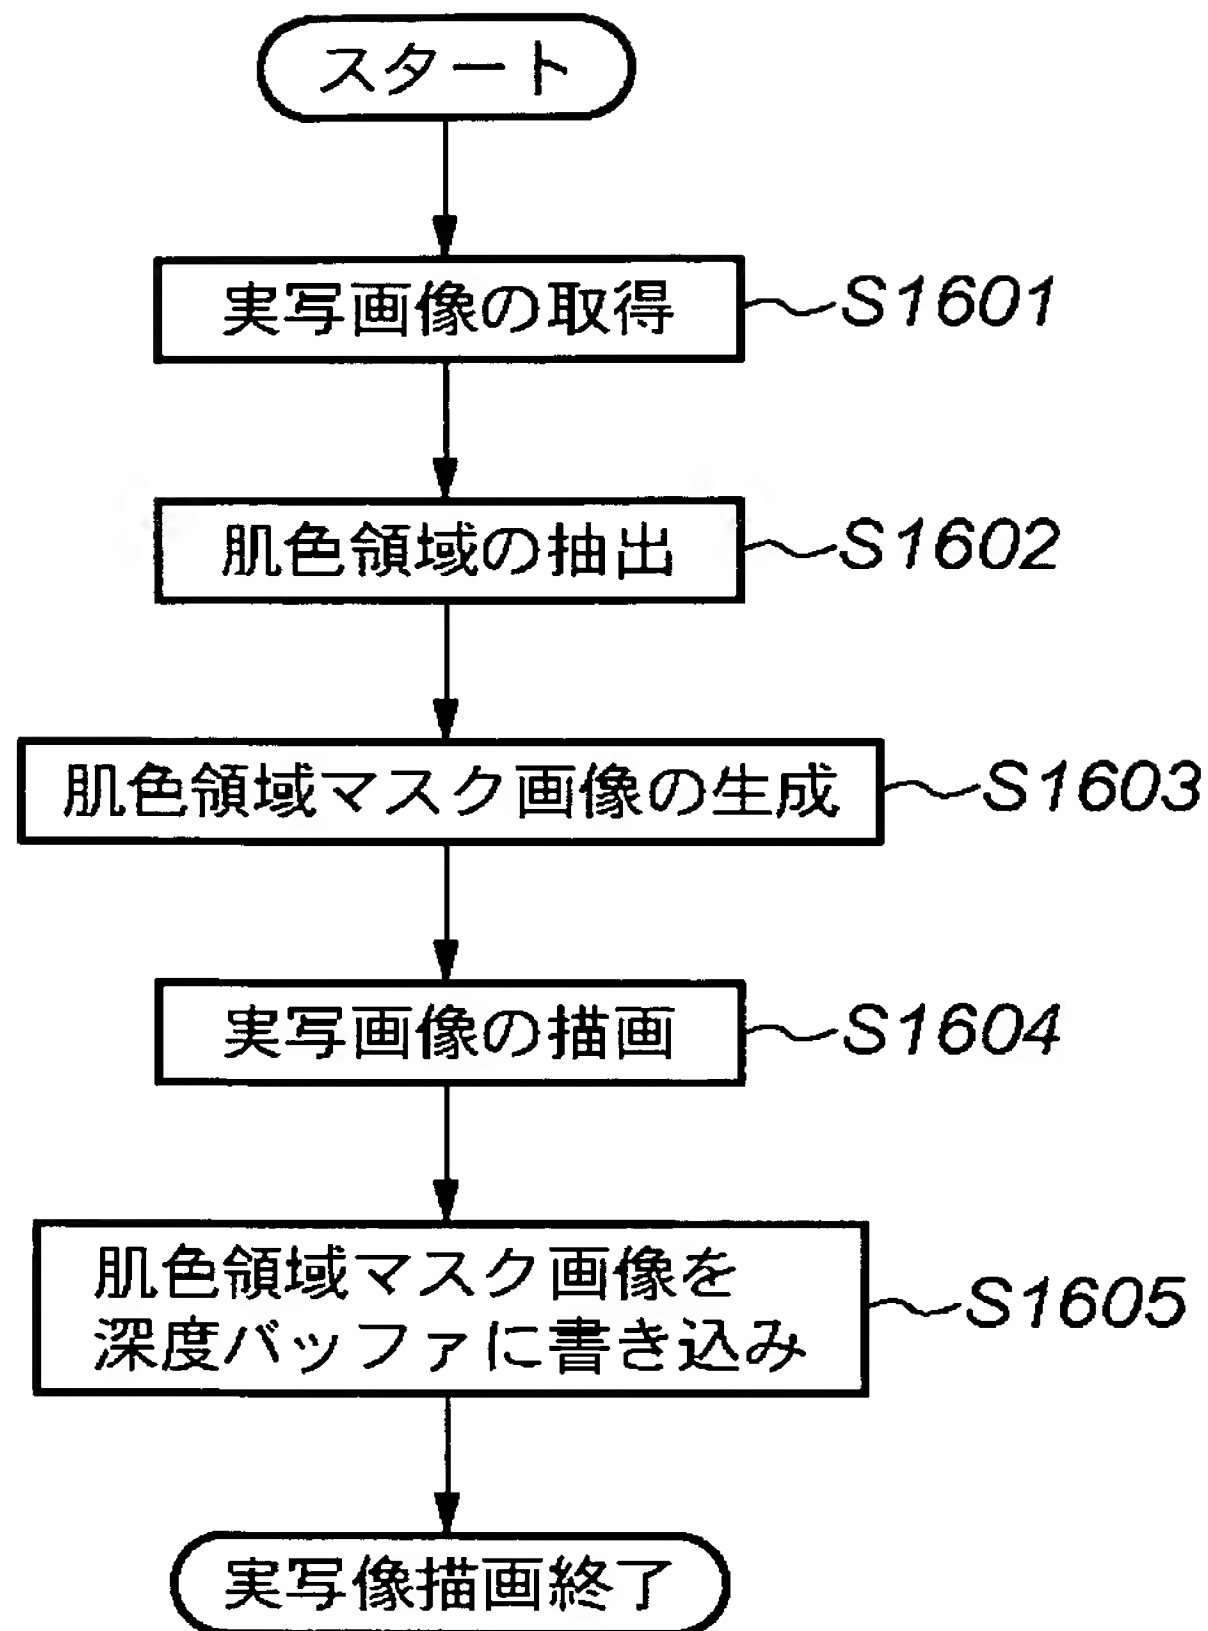 スタート
実写画像の取得
S1601
肌色領域の抽出
S1602
肌色領域マスク画像の生成
S1603
実写画像の描画
S1604
肌色領域マスク画像を
深度バッファに書き込み
S1605
実写像描画終了